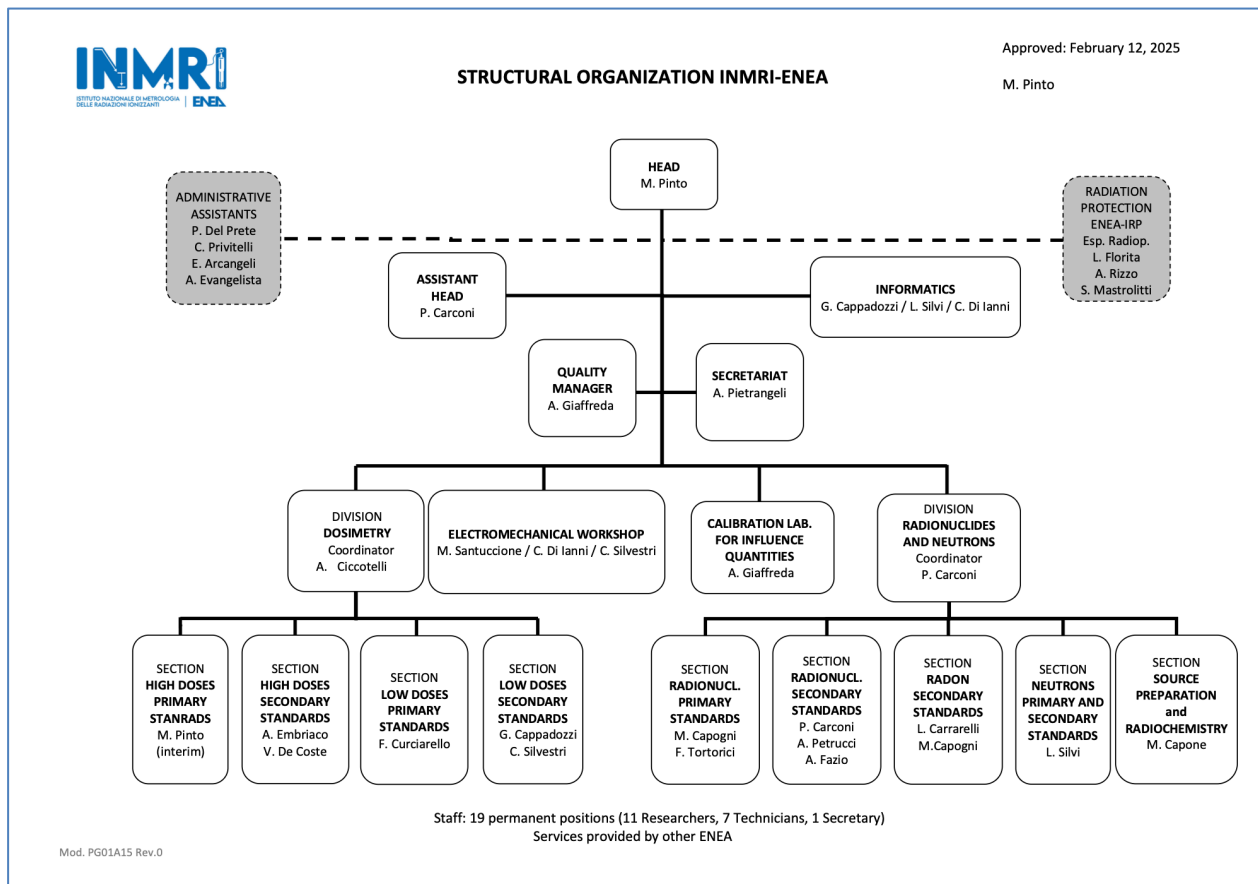 INMRI
ISTITUTO NAZIONALE DI METROLOGIA
DELLE RADIAZIONI IONIZZANTI
ENEA
STRUCTURAL ORGANIZATION INMRI-ENEA
Approved: February 12, 2025
M. Pinto
HEAD
M. Pinto
ADMINISTRATIVE
ASSISTANTS
P. Del Prete
C. Privitelli
E. Arcangeli
A. Evangelista
RADIATION
PROTECTION
ENEA-IRP
Esp. Radiop.
L. Florita
A. Rizzo
S. Mastrolitti
ASSISTANT
HEAD
P. Carconi
INFORMATICS
G. Cappadozzi / L. Silvi / C. Di Ianni
QUALITY
MANAGER
A. Giaffreda
SECRETARIAT
A. Pietrangeli
DIVISION
DOSIMETRY
Coordinator
A. Ciccotelli
ELECTROMECHANICAL WORKSHOP
M. Santuccione / C. Di Ianni / C. Silvestri
CALIBRATION LAB.
FOR INFLUENCE
QUANTITIES
A. Giaffreda
DIVISION
RADIONUCLIDES
AND NEUTRONS
Coordinator
P. Carconi
SECTION
HIGH DOSES
PRIMARY
STANRADS
M. Pinto
(interim)
SECTION
HIGH DOSES
SECONDARY
STANDARDS
A. Embriaco
V. De Coste
SECTION
LOW DOSES
PRIMARY
STANDARDS
F. Curciarello
SECTION
LOW DOSES
SECONDARY
STANDARDS
G. Cappadozzi
C. Silvestri
SECTION
RADIONUCL.
PRIMARY
STANDARDS
M. Capogni
F. Tortorici
SECTION
RADIONUCL.
SECONDARY
STANDARDS
P. Carconi
A. Petrucci
A. Fazio
SECTION
RADON
SECONDARY
STANDARDS
L. Carrarelli
M.Capogni
SECTION
NEUTRONS
PRIMARY AND
SECONDARY
STANDARDS
L. Silvi
SECTION
SOURCE
PREPARATION
and
RADIOCHEMISTRY
M. Capone
Staff: 19 permanent positions (11 Researchers, 7 Technicians, 1 Secretary)
Services provided by other ENEA
Mod. PG01A15 Rev.0